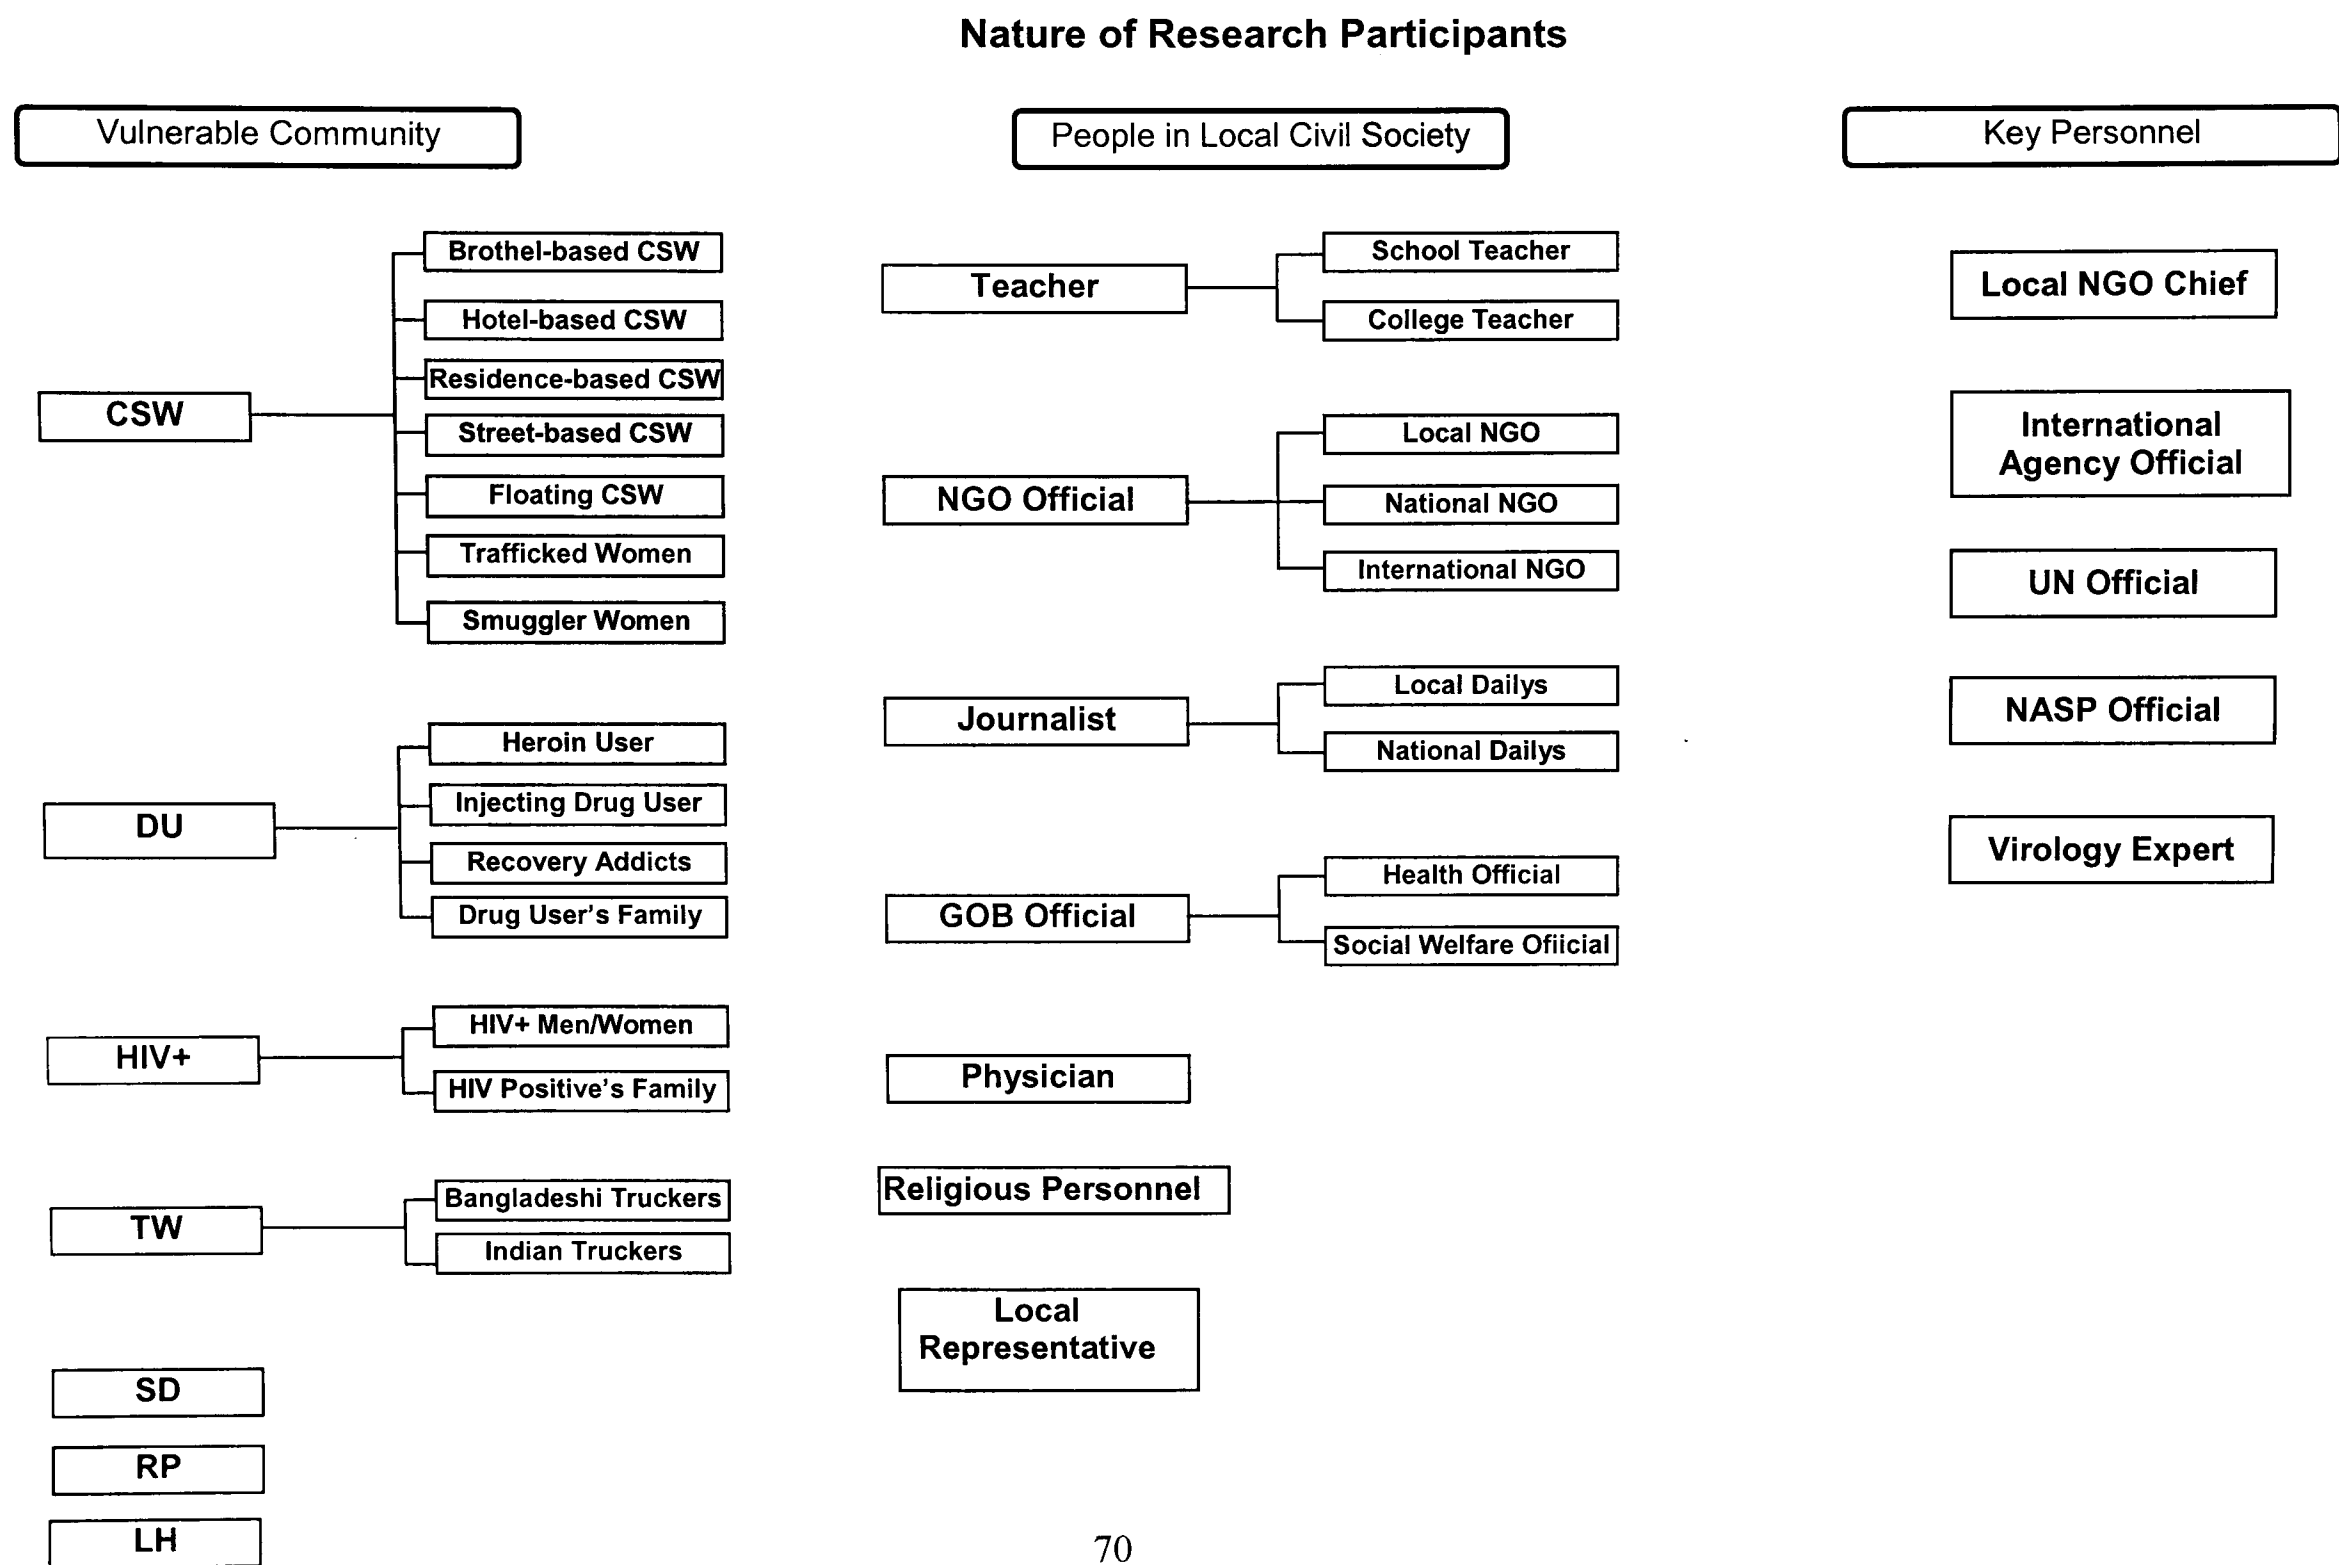 Nature of Research Participants
Vulnerable Community
CSW
Brothel-based CSW
Hotel-based CSW
Residence-based CSW
Street-based CSW
Floating CSW
Trafficked Women
Smuggler Women
DU
Heroin User
Injecting Drug User
Recovery Addicts
Drug User's Family
HIV+
HIV+ Men/Women
HIV Positive's Family
TW
Bangladeshi Truckers
Indian Truckers
SD
RP
LH
People in Local Civil Society
Teacher
School Teacher
College Teacher
NGO Official
Local NGO
National NGO
International NGO
Journalist
Local Dailys
National Dailys
GOB Official
Health Official
Social Welfare Ofiicial
Physician
Religious Personnel
Local
Representative
Key Personnel
Local NGO Chief
International
Agency Official
UN Official
NASP Official
Virology Expert
70